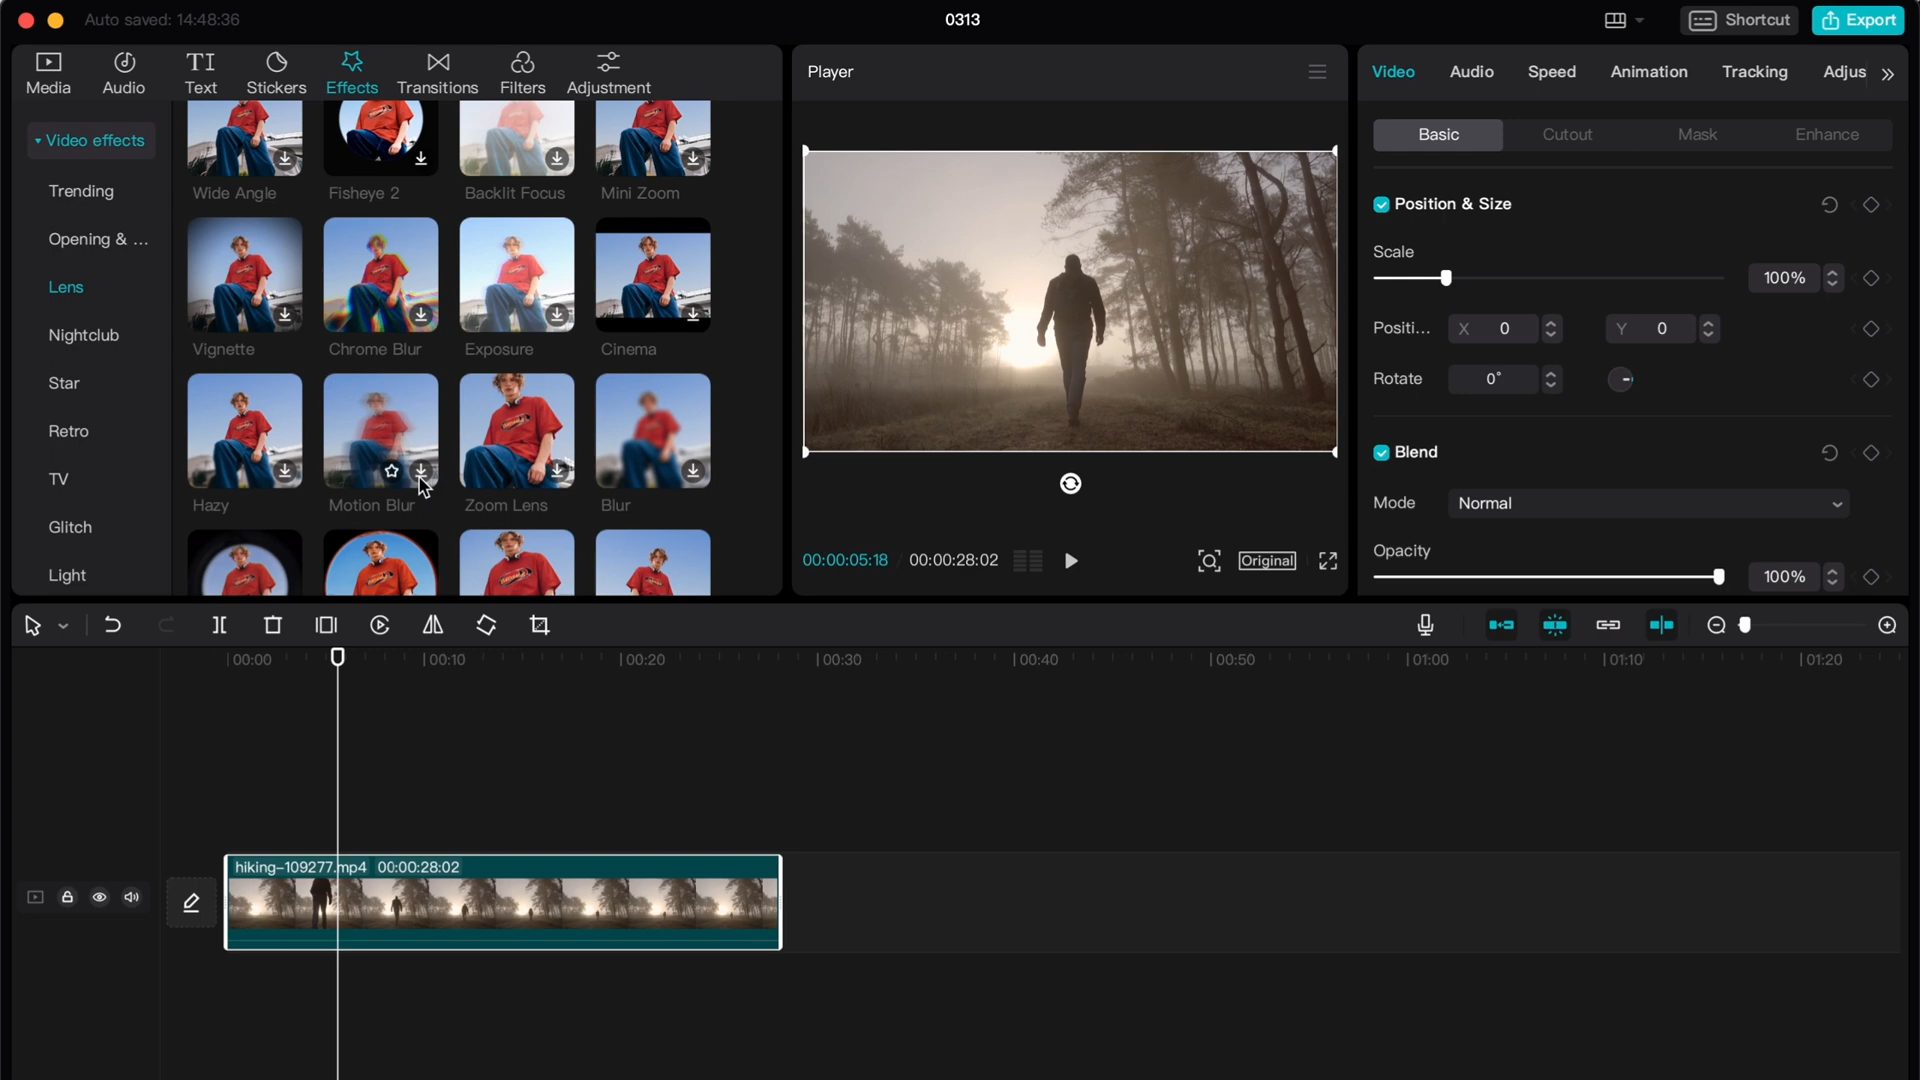 Auto saved: 14:48:36
0313
Shortcut
Export
Media
Audio
TI
Text
Stickers
Effects
Transitions
Filters
Adjustment
Video effects
Trending
Opening & ...
Lens
Nightclub
Star
Retro
TV
Glitch
Light
Wide Angle
Fisheye 2
Backlit Focus
Mini Zoom
Vignette
Chrome Blur
Exposure
Cinema
Hazy
Motion Blur
Zoom Lens
Blur
Player
00:00:05:18 / 00:00:28:02
Original
Video
Audio
Speed
Animation
Tracking
Adjus
Basic
Cutout
Mask
Enhance
Position & Size
Scale
100%
Positi...
X 0
Y 0
Rotate
0°
Blend
Mode
Normal
Opacity
100%
00:00
00:10
00:20
00:30
00:40
00:50
01:00
01:10
01:20
hiking-109277.mp4 00:00:28:02